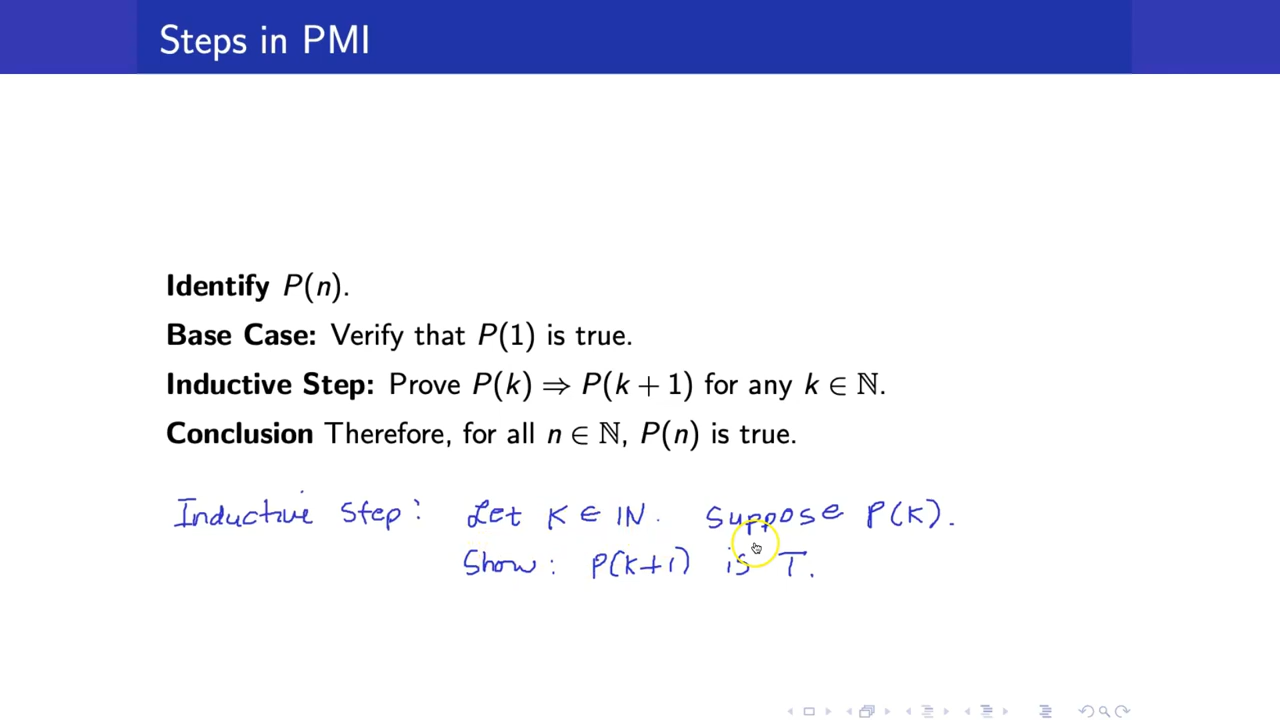 Steps in PMI
Identify P(n).
Base Case: Verify that P(1) is true.
Inductive Step: Prove P(k) ⇒ P(k + 1) for any k ∈ ℕ.
Conclusion Therefore, for all n ∈ ℕ, P(n) is true.
Inductive Step: Let K ∈ ℕ. Suppose P(K).
Show: P(K+1) is T.